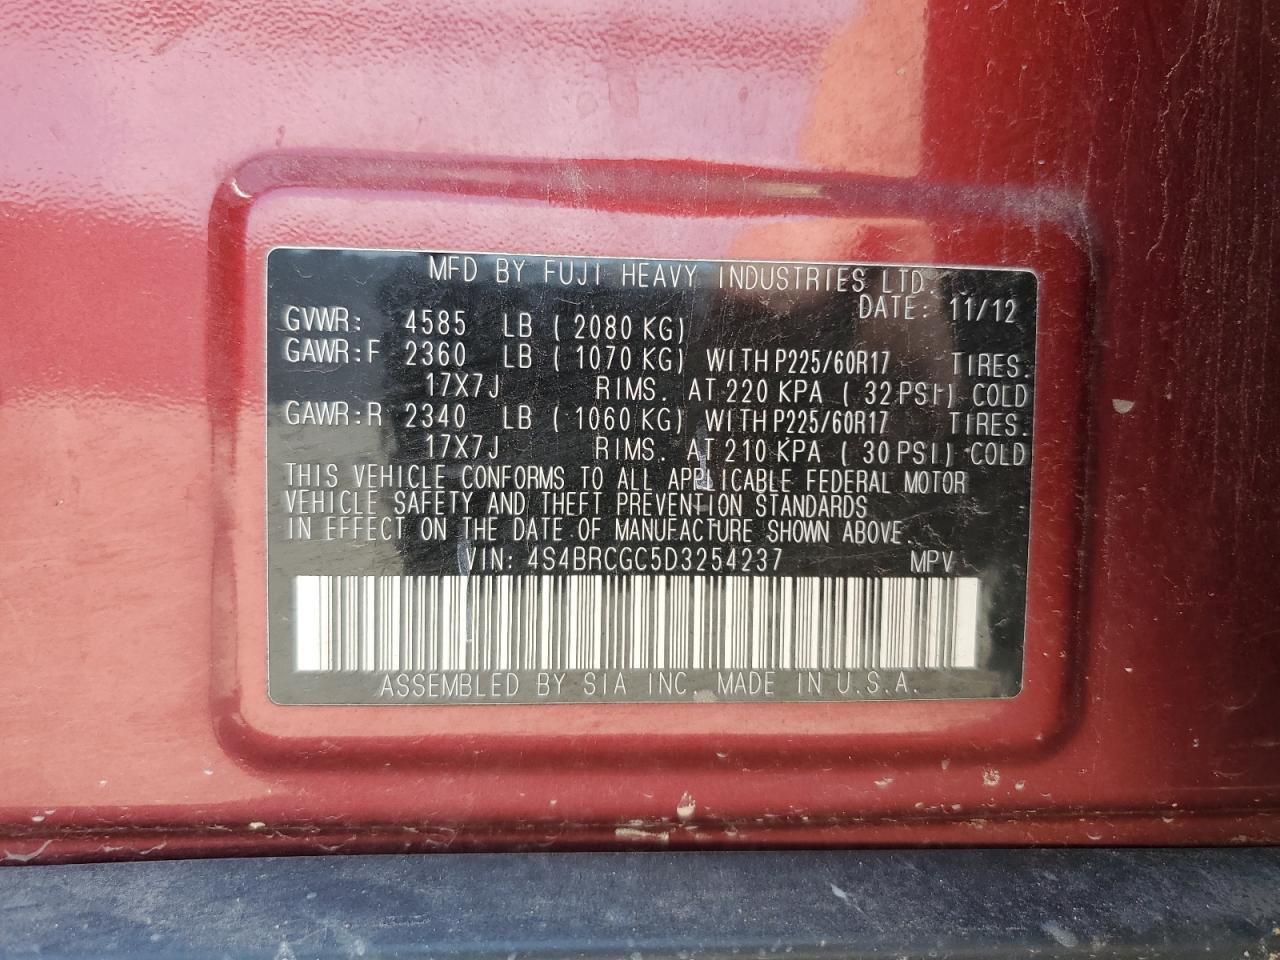 MFD BY FUJI HEAVY INDUSTRIES LTD.
DATE: 11/12
GVWR: 4585 LB ( 2080 KG)
GAWR:F 2360 LB ( 1070 KG) WITH P225/60R17 TIRES.
17X7J RIMS. AT 220 KPA ( 32 PSI) COLD
GAWR:R 2340 LB ( 1060 KG) WITH P225/60R17 TIRES.
17X7J RIMS. AT 210 KPA ( 30 PSI) COLD
THIS VEHICLE CONFORMS TO ALL APPLICABLE FEDERAL MOTOR
VEHICLE SAFETY AND THEFT PREVENTION STANDARDS
IN EFFECT ON THE DATE OF MANUFACTURE SHOWN ABOVE.
VIN: 4S4BRCGC5D3254237 MPV
ASSEMBLED BY SIA INC. MADE IN U.S.A.